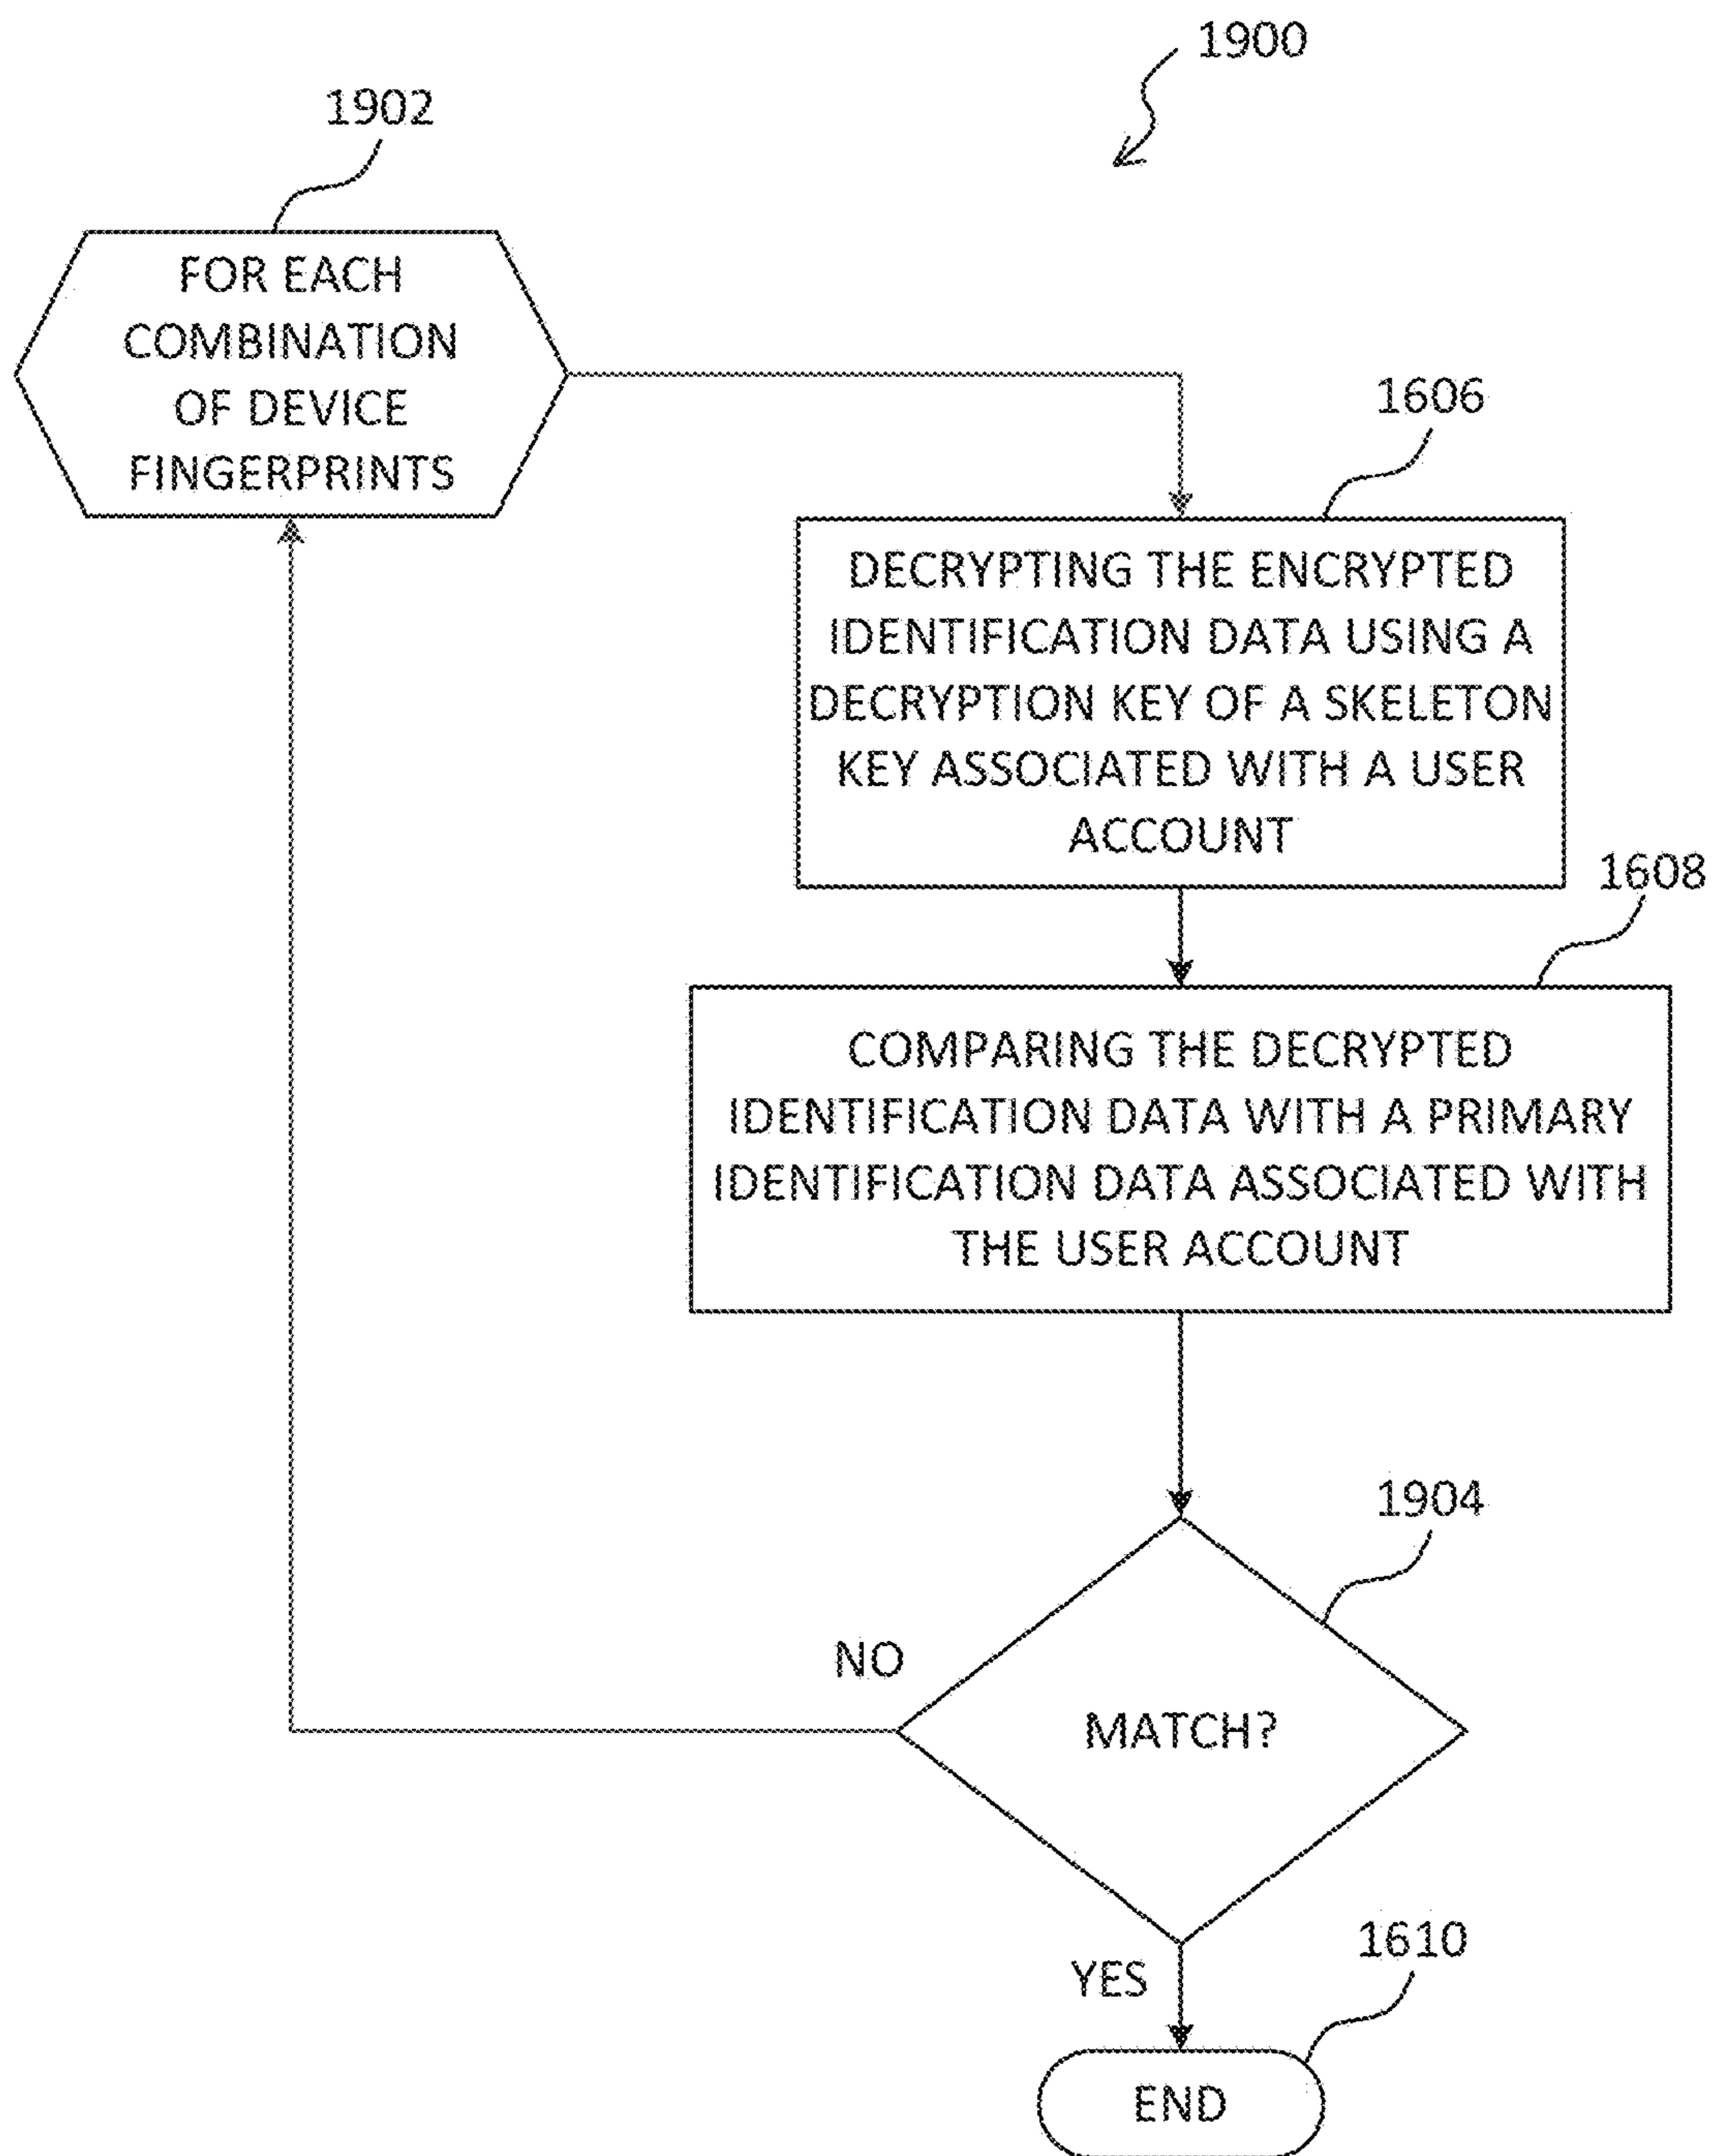 1900
1902
FOR EACH
COMBINATION
OF DEVICE
FINGERPRINTS
1606
DECRYPTING THE ENCRYPTED
IDENTIFICATION DATA USING A
DECRYPTION KEY OF A SKELETON
KEY ASSOCIATED WITH A USER
ACCOUNT
1608
COMPARING THE DECRYPTED
IDENTIFICATION DATA WITH A PRIMARY
IDENTIFICATION DATA ASSOCIATED WITH
THE USER ACCOUNT
1904
NO
MATCH?
YES
1610
END